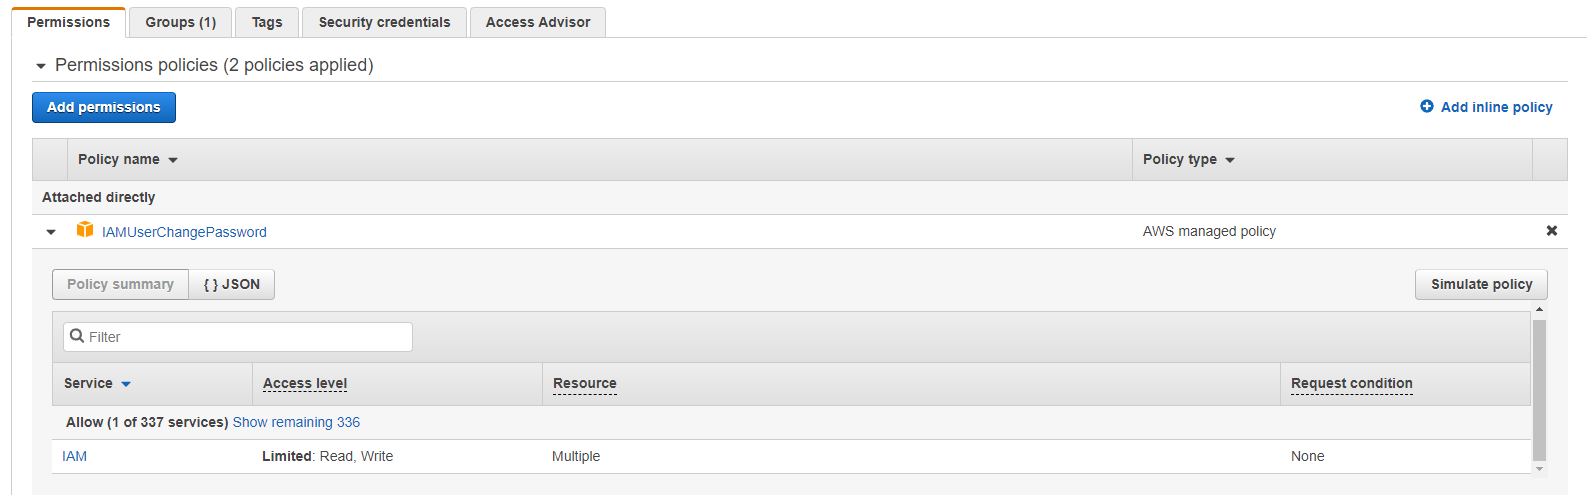 Permissions Groups (1) Tags Security credentials Access Advisor
Permissions policies (2 policies applied)
Add permissions Add inline policy
Policy name Policy type
Attached directly
IAMUserChangePassword AWS managed policy
Policy summary { } JSON Simulate policy
Filter
Service Access level Resource Request condition
Allow (1 of 337 services) Show remaining 336
IAM Limited: Read, Write Multiple None